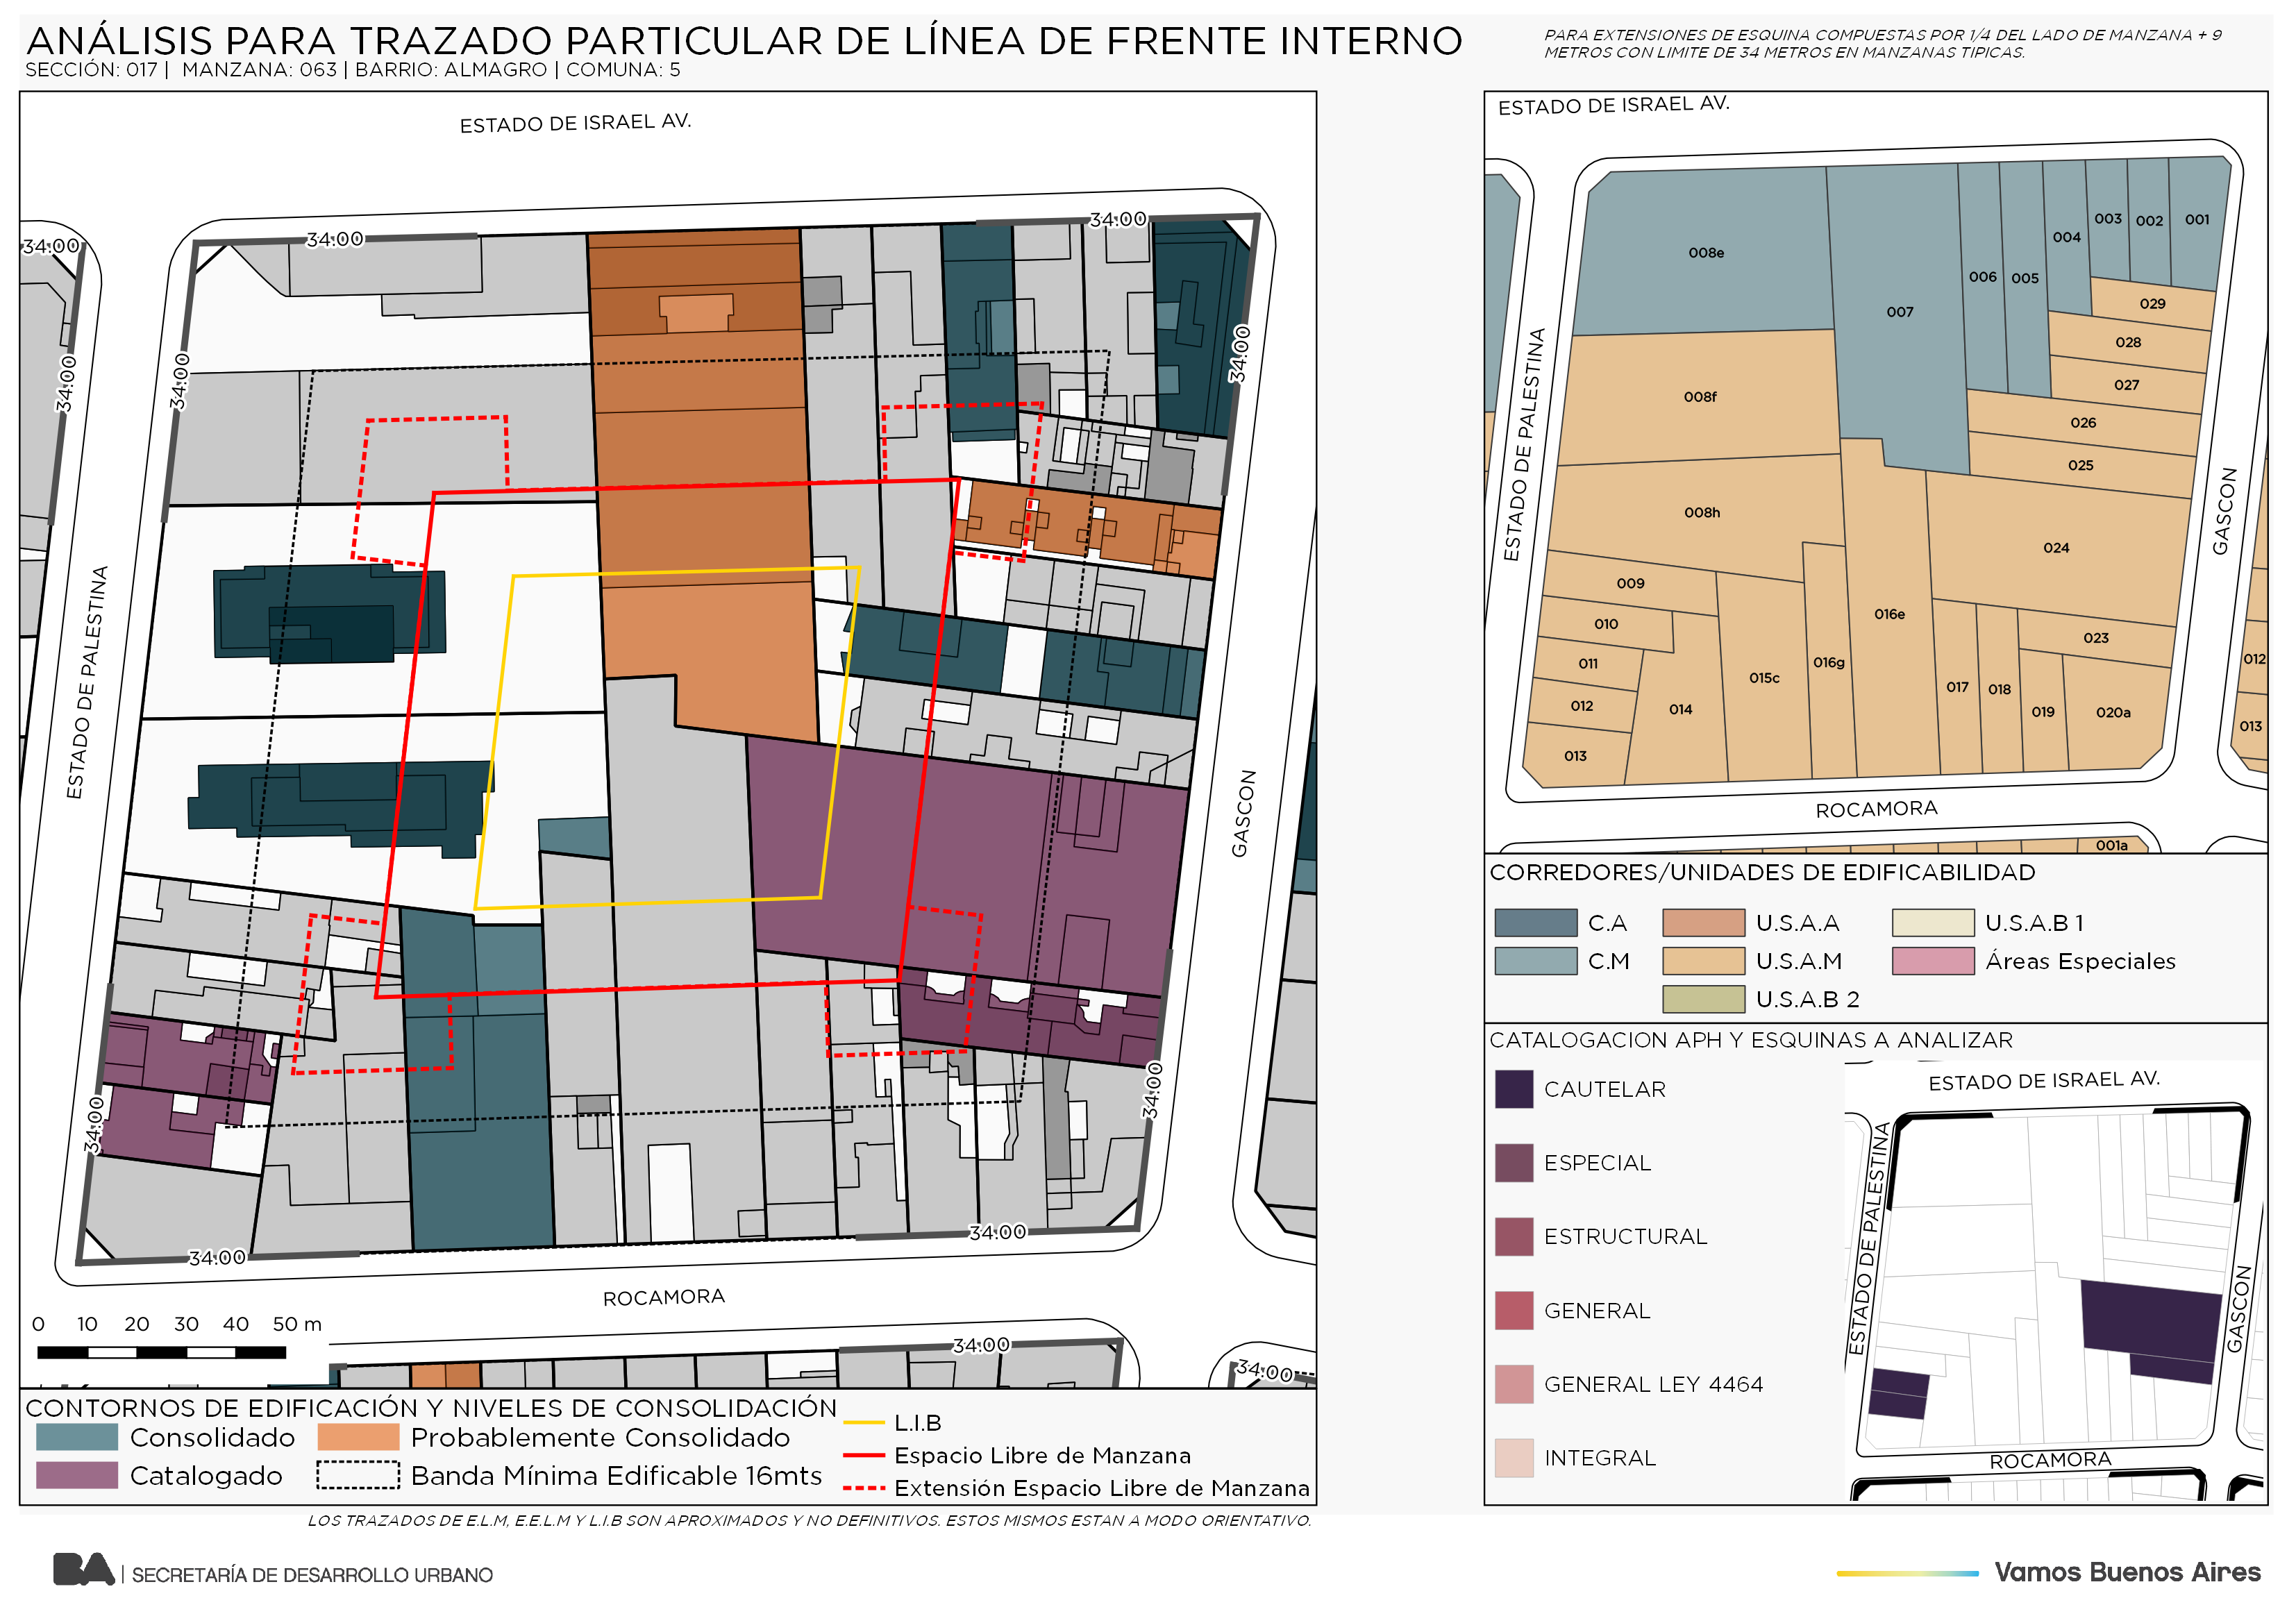 ANÁLISIS PARA TRAZADO PARTICULAR DE LÍNEA DE FRENTE INTERNO
SECCIÓN: 017 | MANZANA: 063 | BARRIO: ALMAGRO | COMUNA: 5
PARA EXTENSIONES DE ESQUINA COMPUESTAS POR 1/4 DEL LADO DE MANZANA + 9
METROS CON LIMITE DE 34 METROS EN MANZANAS TIPICAS.
ESTADO DE ISRAEL AV.
34:00
34:00
34:00
34:00
34:00
34:00
ESTADO DE PALESTINA
GASCON
34:00
34:00
34:00
34:00
ROCAMORA
0 10 20 30 40 50 m
34:00
34:00
CONTORNOS DE EDIFICACIÓN Y NIVELES DE CONSOLIDACIÓN
Consolidado
Probablemente Consolidado
Catalogado
Banda Mínima Edificable 16mts
L.I.B
Espacio Libre de Manzana
Extensión Espacio Libre de Manzana
LOS TRAZADOS DE E.L.M, E.E.L.M Y L.I.B SON APROXIMADOS Y NO DEFINITIVOS. ESTOS MISMOS ESTAN A MODO ORIENTATIVO.
ESTADO DE ISRAEL AV.
ESTADO DE PALESTINA
GASCON
008e
007
006
005
004
003
002
001
029
028
027
026
025
008f
008h
024
009
010
011
012
013
014
015c
016g
016e
017
018
019
023
020a
012
013
ROCAMORA
001a
CORREDORES/UNIDADES DE EDIFICABILIDAD
C.A
U.S.A.A
U.S.A.B 1
C.M
U.S.A.M
Áreas Especiales
U.S.A.B 2
CATALOGACION APH Y ESQUINAS A ANALIZAR
CAUTELAR
ESPECIAL
ESTRUCTURAL
GENERAL
GENERAL LEY 4464
INTEGRAL
ESTADO DE ISRAEL AV.
ESTADO DE PALESTINA
GASCON
ROCAMORA
BA | SECRETARÍA DE DESARROLLO URBANO
Vamos Buenos Aires